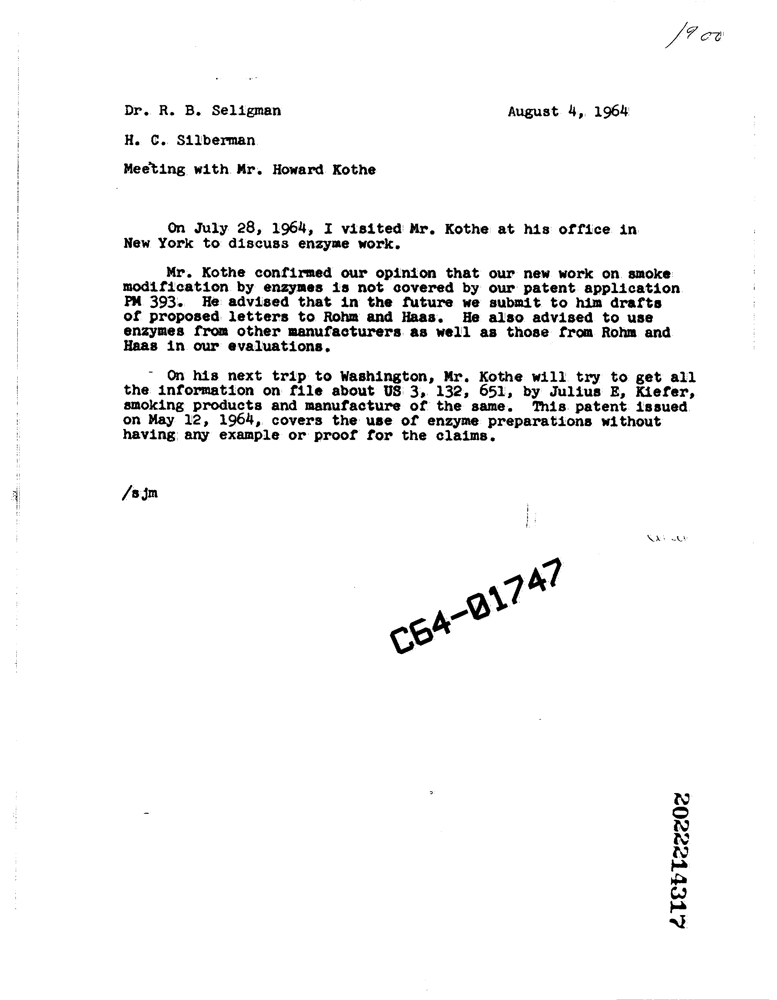 1900
Dr. R. B. Seligman August 4, 1964
H. C. Silberman
Meeting with Mr. Howard Kothe
On July 28, 1964, I visited Mr. Kothe at his office in
New York to discuss enzyme work.
Mr. Kothe confirmed our opinion that our new work on smoke
modification by enzymes is not covered by our patent application
PM 393. He advised that in the future we submit to him drafts
of proposed letters to Rohm and Haas. He also advised to use
enzymes from other manufacturers as well as those from Rohm and
Haas in our evaluations.
On his next trip to Washington, Mr. Kothe will try to get all
the information on file about US 3, 132, 651, by Julius E, Kiefer,
smoking products and manufacture of the same. This patent issued
on May 12, 1964, covers the use of enzyme preparations without
having any example or proof for the claims.
/sjm
C64-01747
2022214317